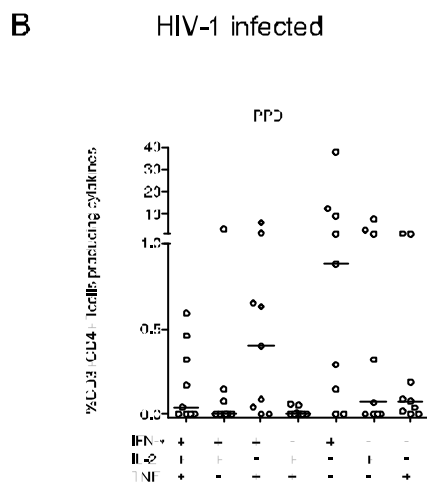 B HIV-1 infected
PPD
%CD3+CD4+ Tcells producing cytokines
40
30
20
10
1.0
0.5
0.0
IFN-γ + + + - + - -
IL-2 + + - + - + -
TNF + - + + - - +